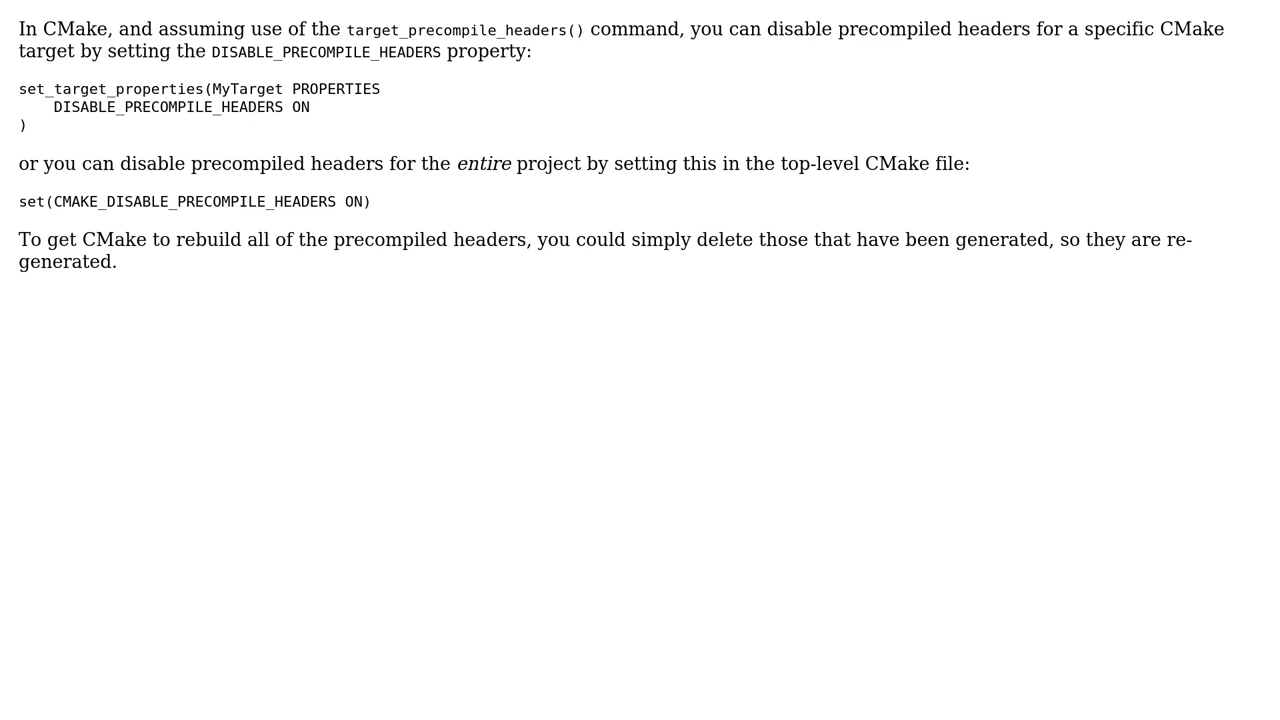 In CMake, and assuming use of the target_precompile_headers() command, you can disable precompiled headers for a specific CMake
target by setting the DISABLE_PRECOMPILE_HEADERS property:
set_target_properties(MyTarget PROPERTIES
    DISABLE_PRECOMPILE_HEADERS ON
)
or you can disable precompiled headers for the entire project by setting this in the top-level CMake file:
set(CMAKE_DISABLE_PRECOMPILE_HEADERS ON)
To get CMake to rebuild all of the precompiled headers, you could simply delete those that have been generated, so they are re-
generated.